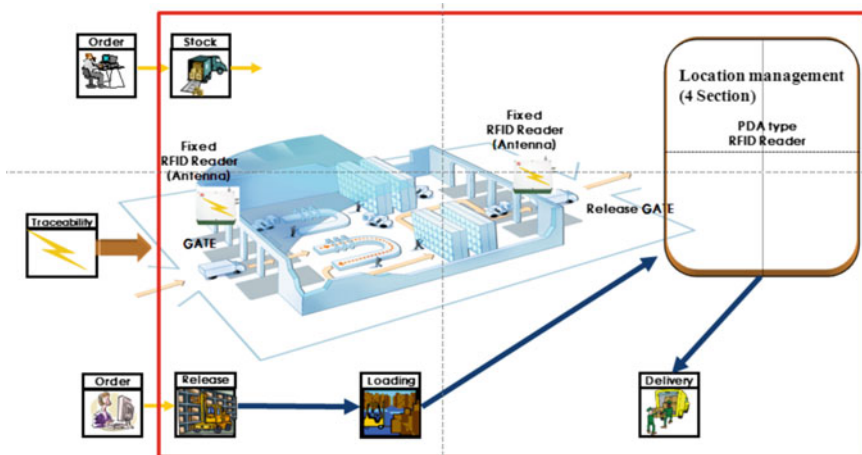 Order
Stock
Location management
(4 Section)
PDA type
RFID Reader
Fixed
RFID Reader
(Antenna)
Fixed
RFID Reader
(Antenna)
Traceability
GATE
Release GATE
Order
Release
Loading
Delivery